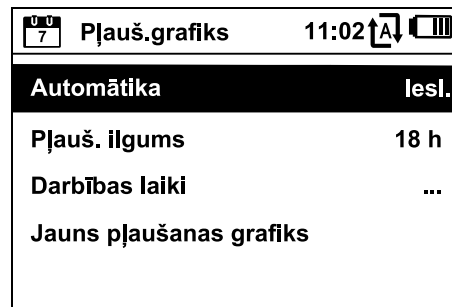 7 Pļauš.grafiks 11:02 A
Automātika Iesl.
Pļauš. ilgums 18 h
Darbības laiki ...
Jauns pļaušanas grafiks